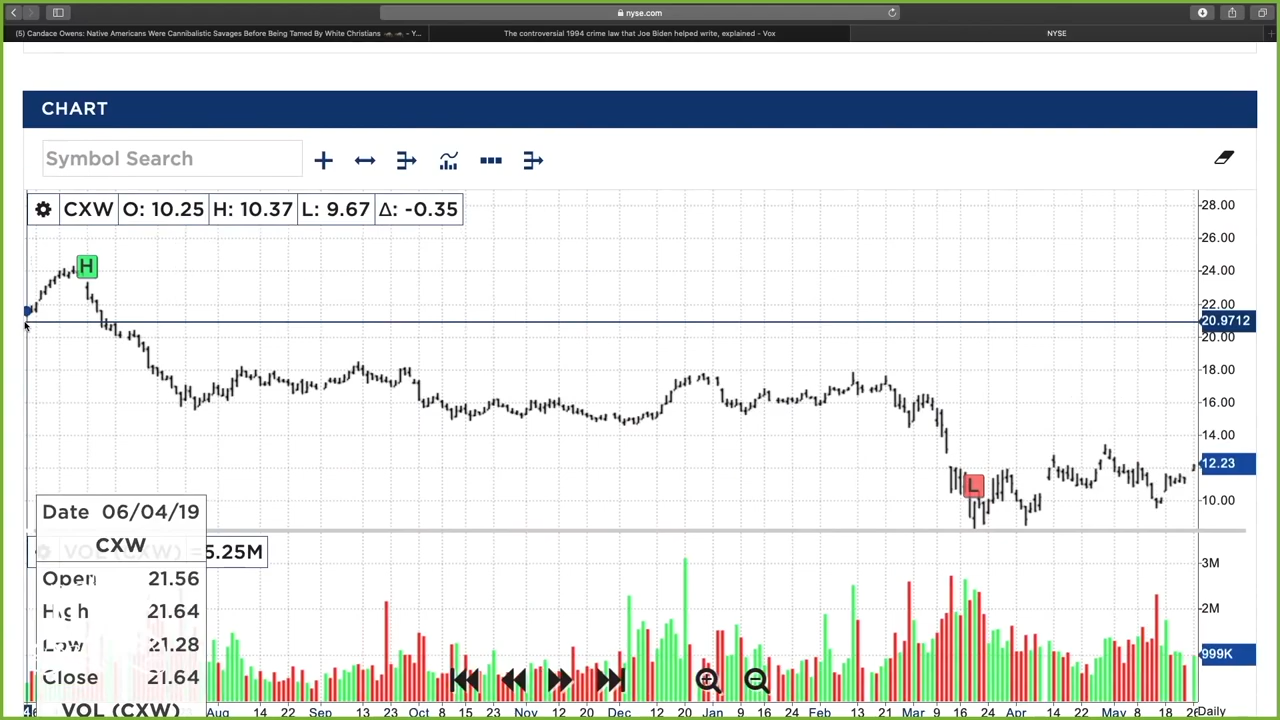 nyse.com
(5) Candace Owens: Native Americans Were Cannibalistic Savages Before Being Tamed By White Christians - Y...
The controversial 1994 crime law that Joe Biden helped write, explained - Vox
NYSE
CHART
Symbol Search
CXW O: 10.25 H: 10.37 L: 9.67 Δ: -0.35
28.00
26.00
H
24.00
22.00
20.9712
20.00
18.00
16.00
14.00
12.23
L
10.00
Date 06/04/19
CXW
VOL (CXW) = 5.25M
Open 21.56
High 21.64
Low 21.28
Close 21.64
VOL (CXW)
3M
2M
999K
Aug 14 22 Sep 13 23 Oct 8 15 23 Nov 15 Dec 12 20 Jan 9 16 24 Feb 13 21 Mar 9 16 24 Apr 14 22 May 8 18 Daily